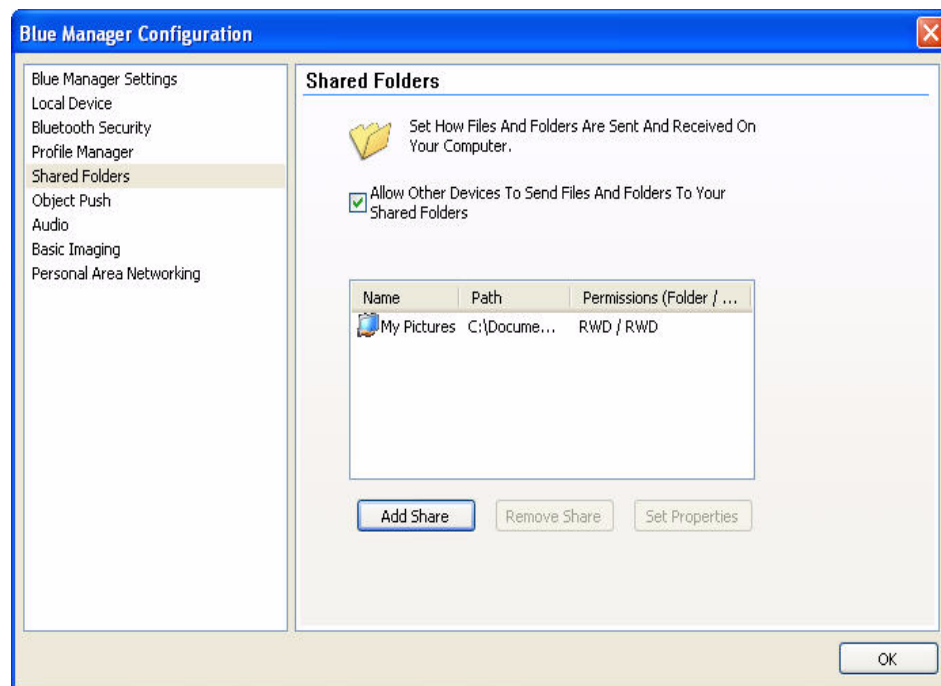 Blue Manager Configuration
Blue Manager Settings
Local Device
Bluetooth Security
Profile Manager
Shared Folders
Object Push
Audio
Basic Imaging
Personal Area Networking
Shared Folders
Set How Files And Folders Are Sent And Received On
Your Computer.
Allow Other Devices To Send Files And Folders To Your
Shared Folders
Name Path Permissions (Folder / ...
My Pictures C:\Docume... RWD / RWD
Add Share Remove Share Set Properties
OK